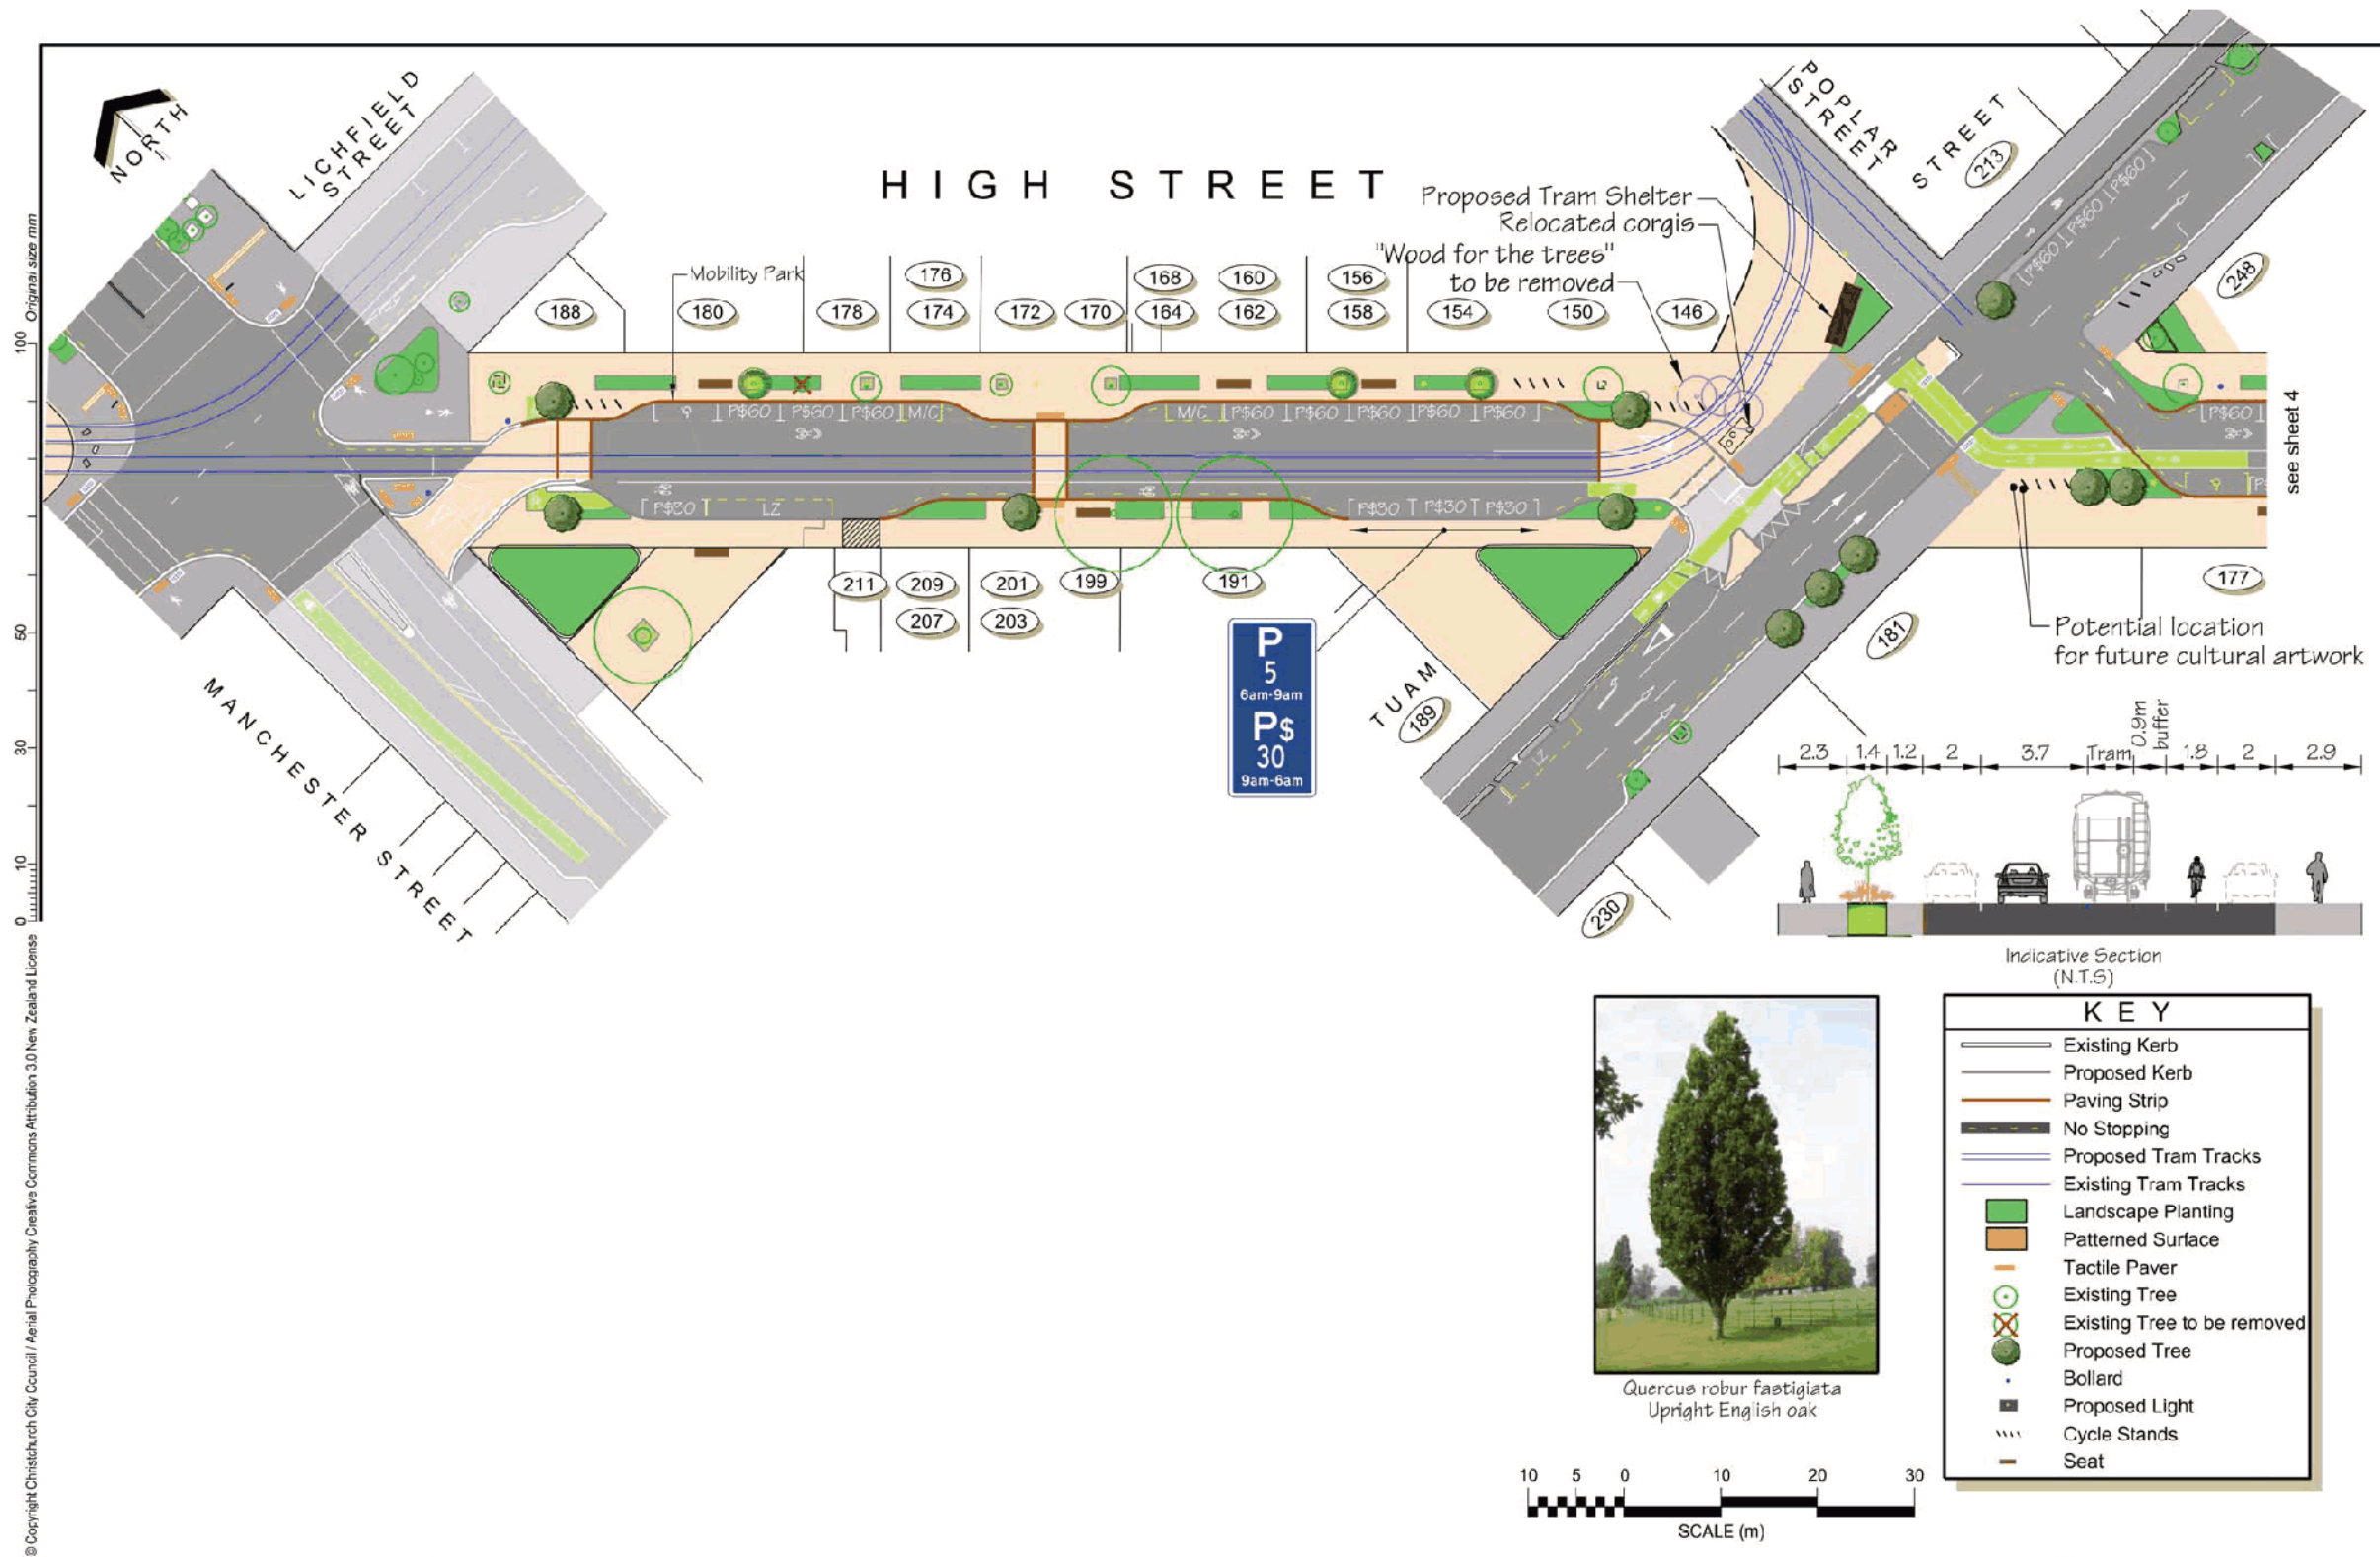 Original size mm
100
50
30
10
0
© Copyright Christchurch City Council / Aerial Photography Creative Commons Attribution 3.0 New Zealand License
NORTH
LICHFIELD
STREET
HIGH STREET
POPLAR
STREET
STREET
213
248
Proposed Tram Shelter
Relocated corgis
"Wood for the trees"
to be removed
Mobility Park
188
180
178
176
174
172
170
168
164
160
162
156
158
154
150
146
P$60
P$60
P$60
M/C
M/C
P$60
P$60
P$60
P$60
P$60
P$60
P$60
P$60
P$60
see sheet 4
P$30
LZ
P$30
P$30
P$30
211
209
207
201
203
199
191
P
5
6am-9am
P$
30
9am-6am
TUAM
189
LZ
181
230
177
Potential location
for future cultural artwork
MANCHESTER STREET
2.3
1.4
1.2
2
3.7
Tram
0.9m
buffer
1.8
2
2.9
Indicative Section
(N.T.S)
Quercus robur fastigiata
Upright English oak
KEY
Existing Kerb
Proposed Kerb
Paving Strip
No Stopping
Proposed Tram Tracks
Existing Tram Tracks
Landscape Planting
Patterned Surface
Tactile Paver
Existing Tree
Existing Tree to be removed
Proposed Tree
Bollard
Proposed Light
Cycle Stands
Seat
10 5 0 10 20 30
SCALE (m)